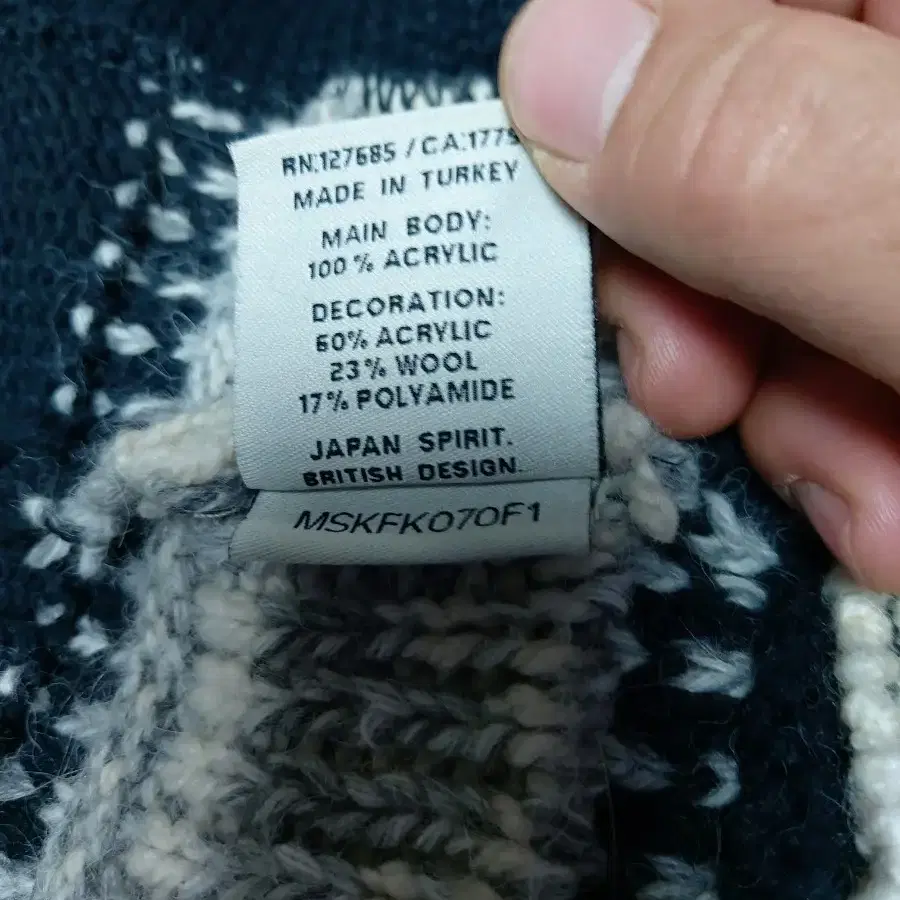 RN:127685 / CA:1775
MADE IN TURKEY
MAIN BODY:
100% ACRYLIC
DECORATION:
60% ACRYLIC
23% WOOL
17% POLYAMIDE
JAPAN SPIRIT.
BRITISH DESIGN.
MSKFK070F1